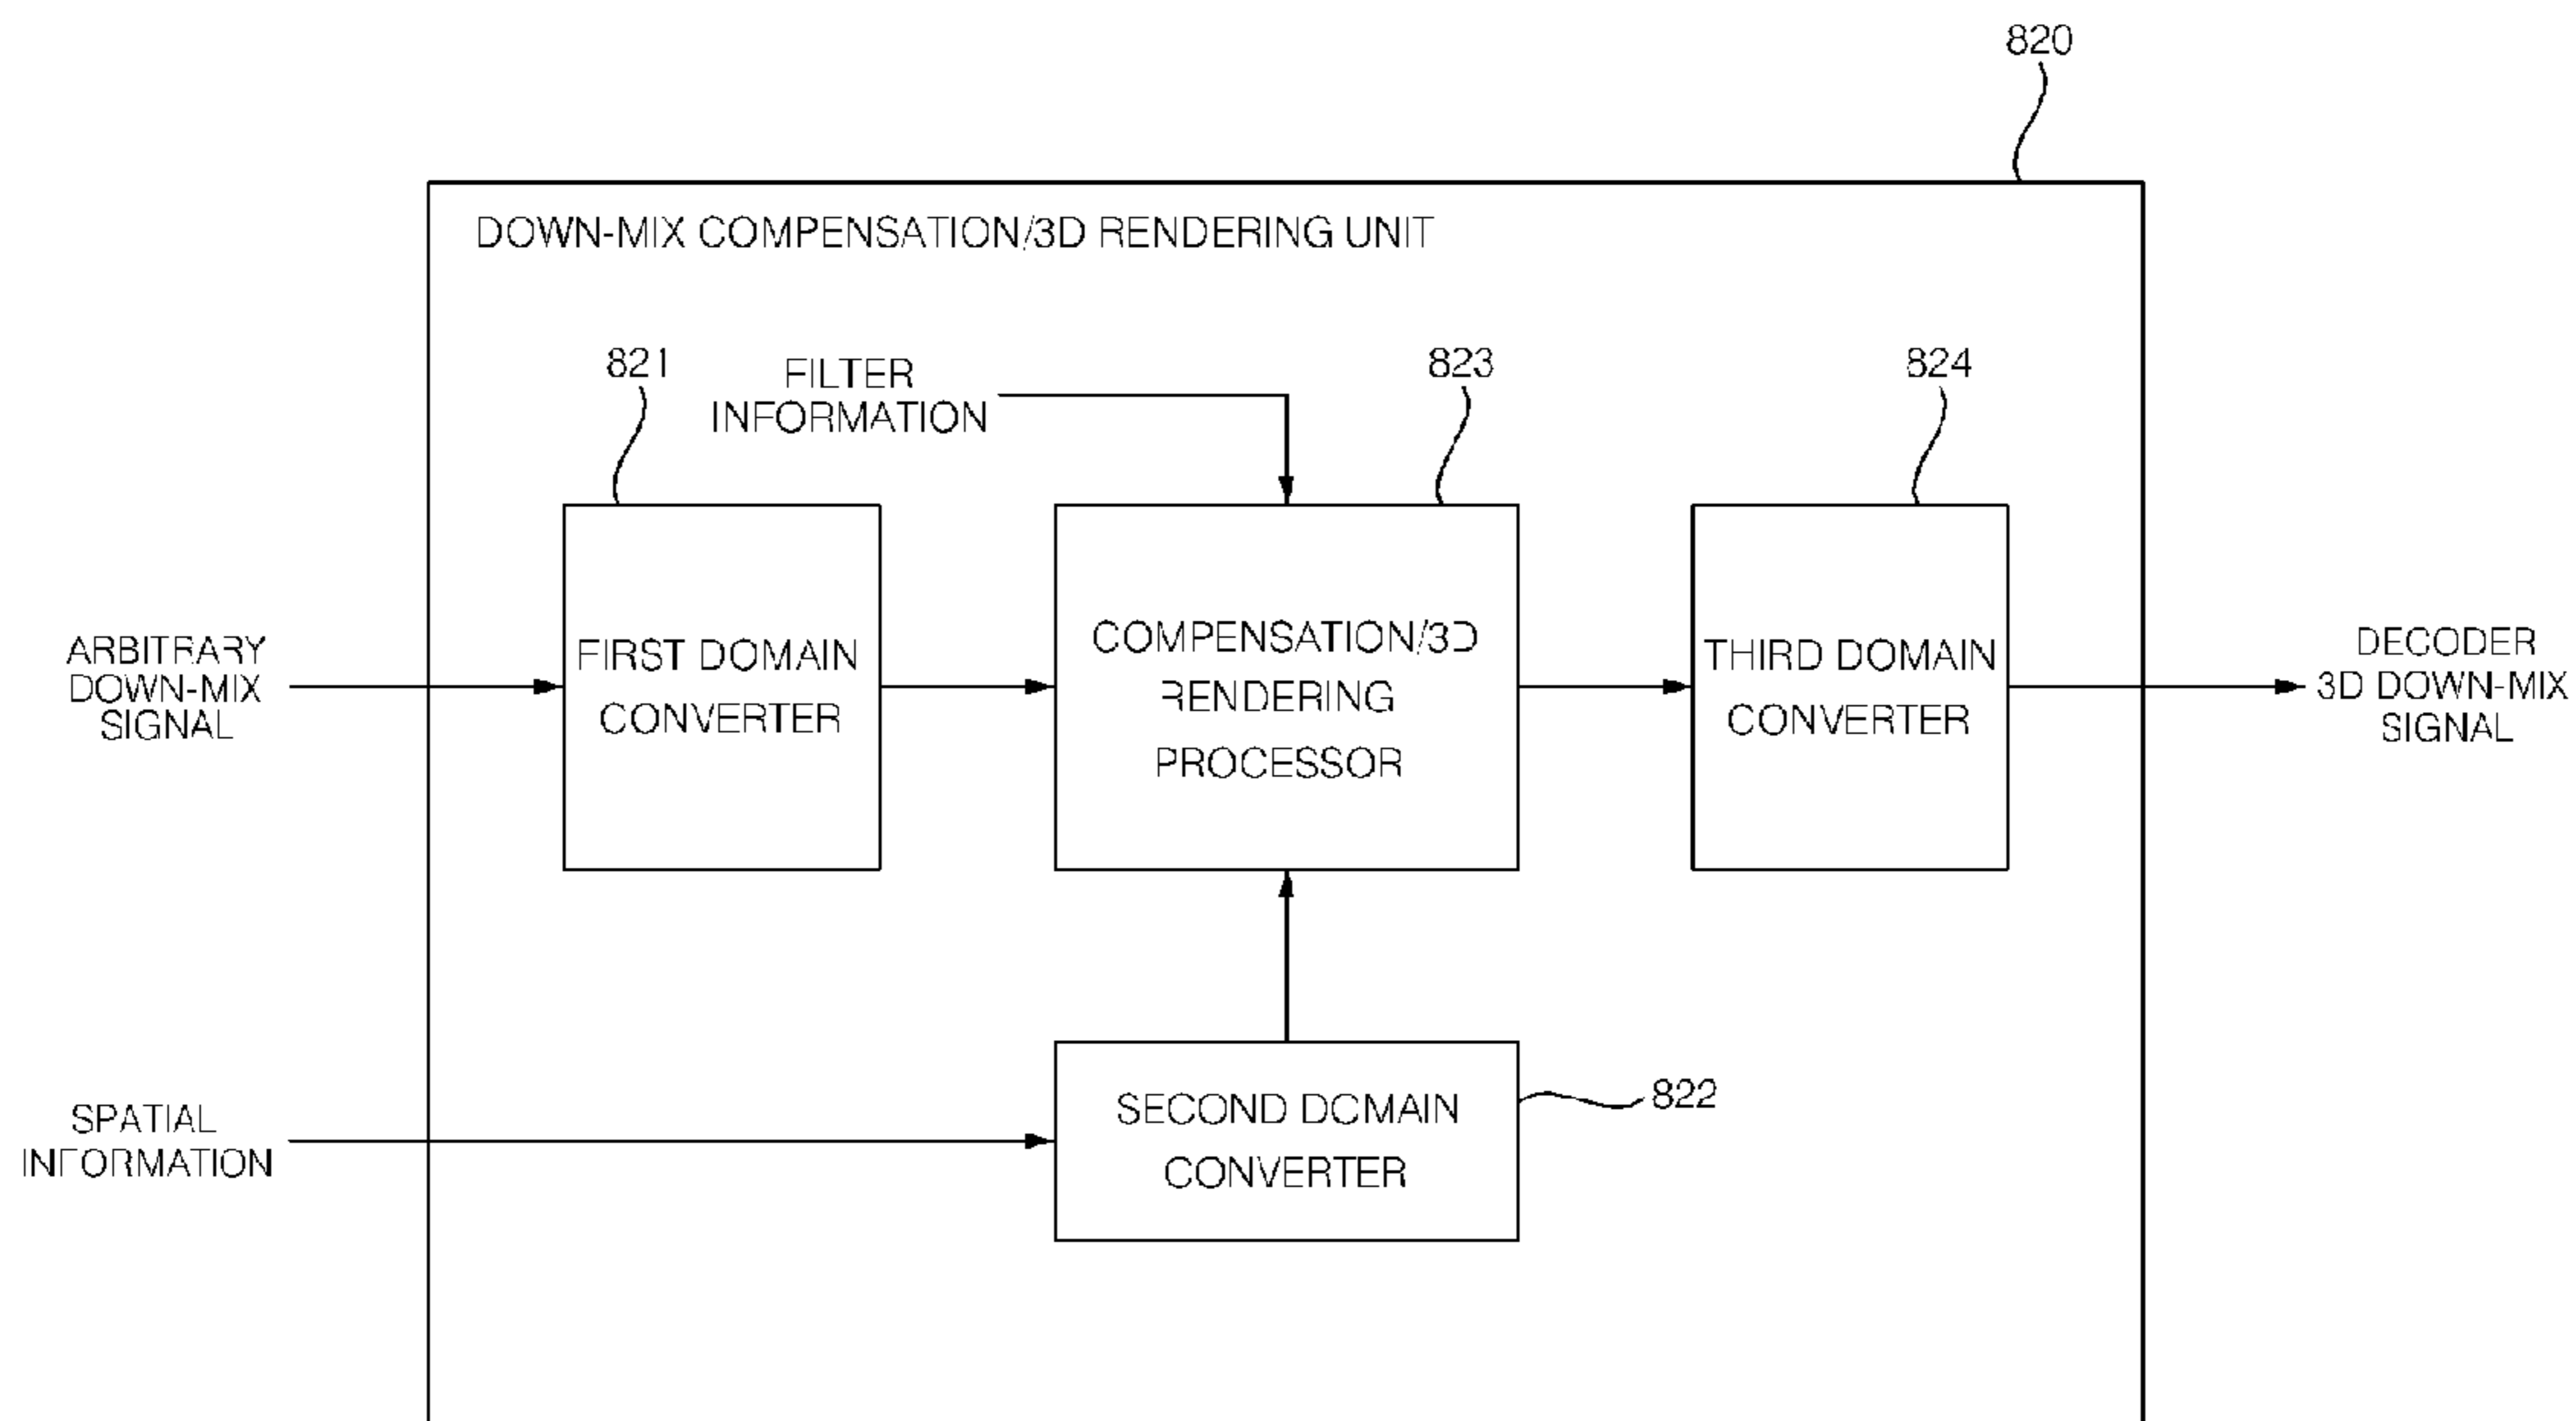 820
DOWN-MIX COMPENSATION/3D RENDERING UNIT
821
FILTER
INFORMATION
823
824
ARBITRARY
DOWN-MIX
SIGNAL
FIRST DOMAIN
CONVERTER
COMPENSATION/3D
RENDERING
PROCESSOR
THIRD DOMAIN
CONVERTER
DECODER
3D DOWN-MIX
SIGNAL
SPATIAL
INFORMATION
SECOND DOMAIN
CONVERTER
822